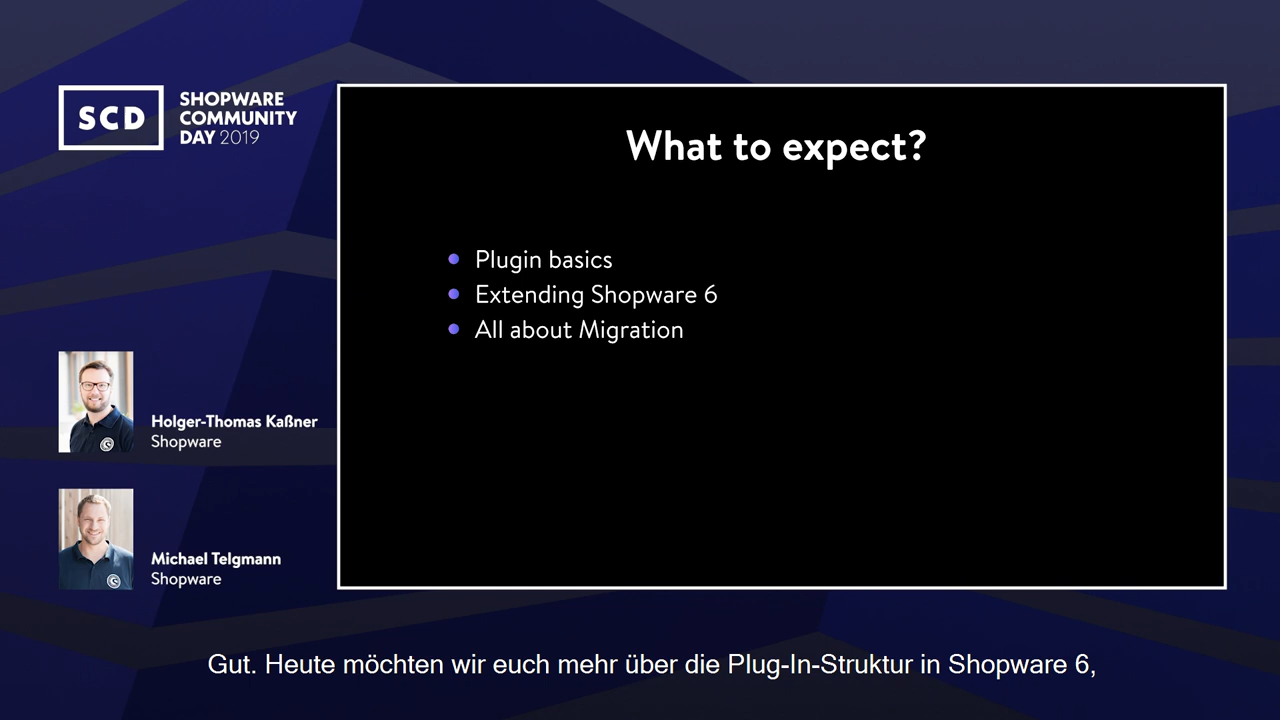 SCD
SHOPWARE
COMMUNITY
DAY 2019
What to expect?
Plugin basics
Extending Shopware 6
All about Migration
Holger-Thomas Kaßner
Shopware
Michael Telgmann
Shopware
Gut. Heute möchten wir euch mehr über die Plug-In-Struktur in Shopware 6,